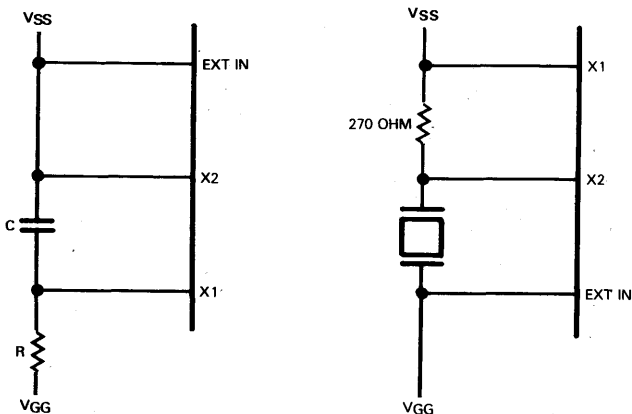 VSS
EXT IN
X2
C
X1
R
VGG
VSS
X1
270 OHM
X2
EXT IN
VGG